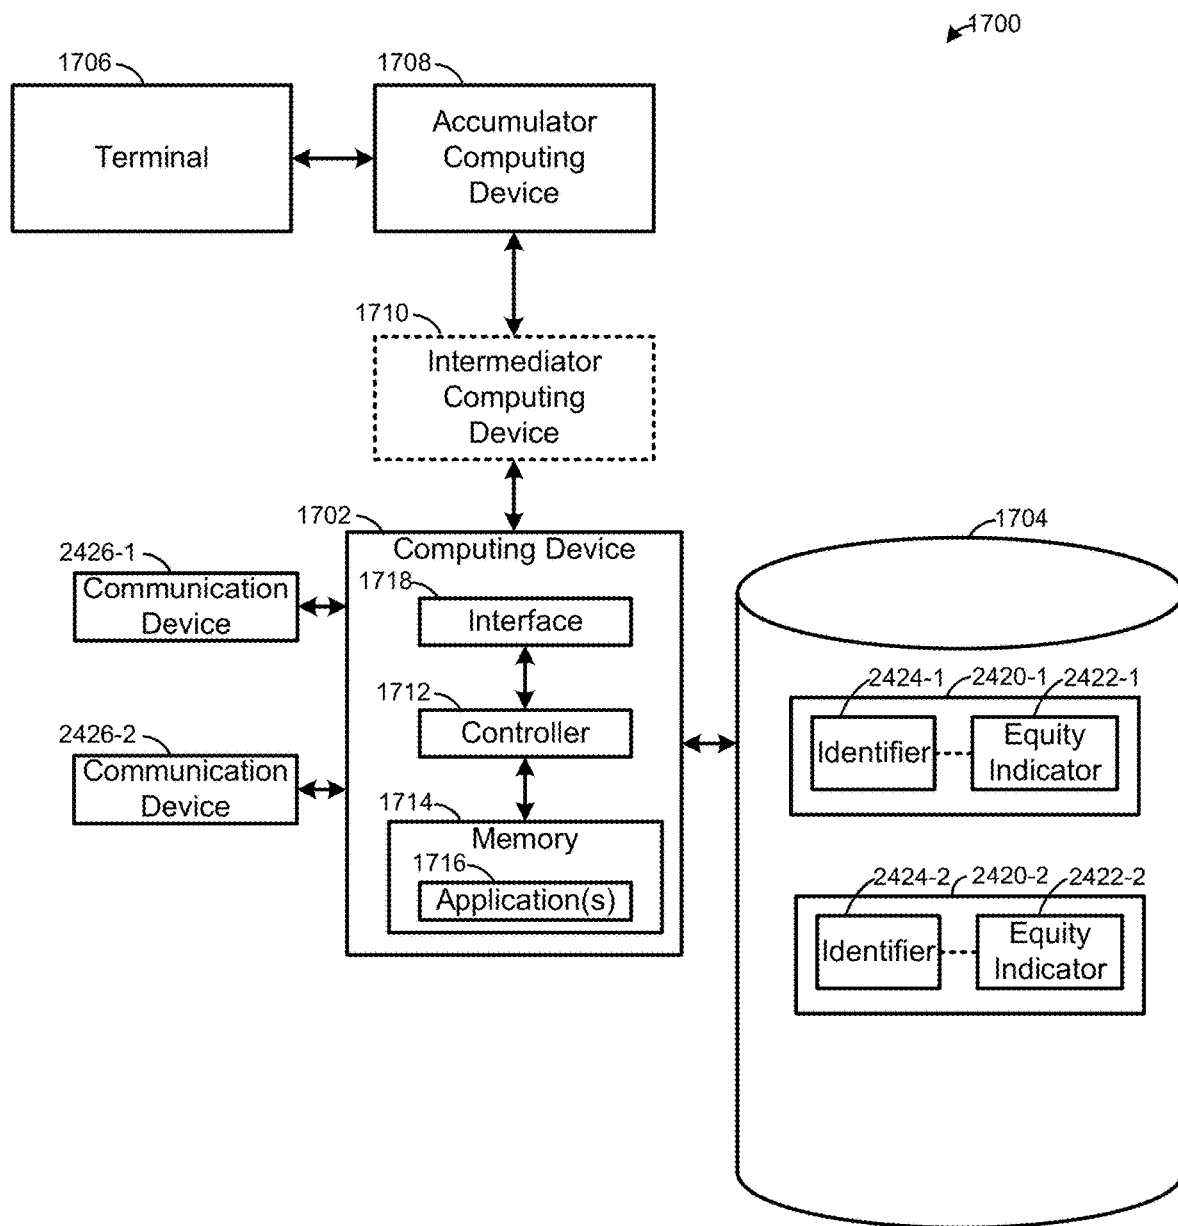 1700
1706
1708
Terminal
Accumulator
Computing
Device
1710
Intermediator
Computing
Device
1702
1704
Computing Device
2426-1
Communication
Device
1718
Interface
2424-1
2420-1
2422-1
1712
Controller
Identifier
Equity
Indicator
2426-2
Communication
Device
1714
Memory
1716
Application(s)
2424-2
2420-2
2422-2
Identifier
Equity
Indicator